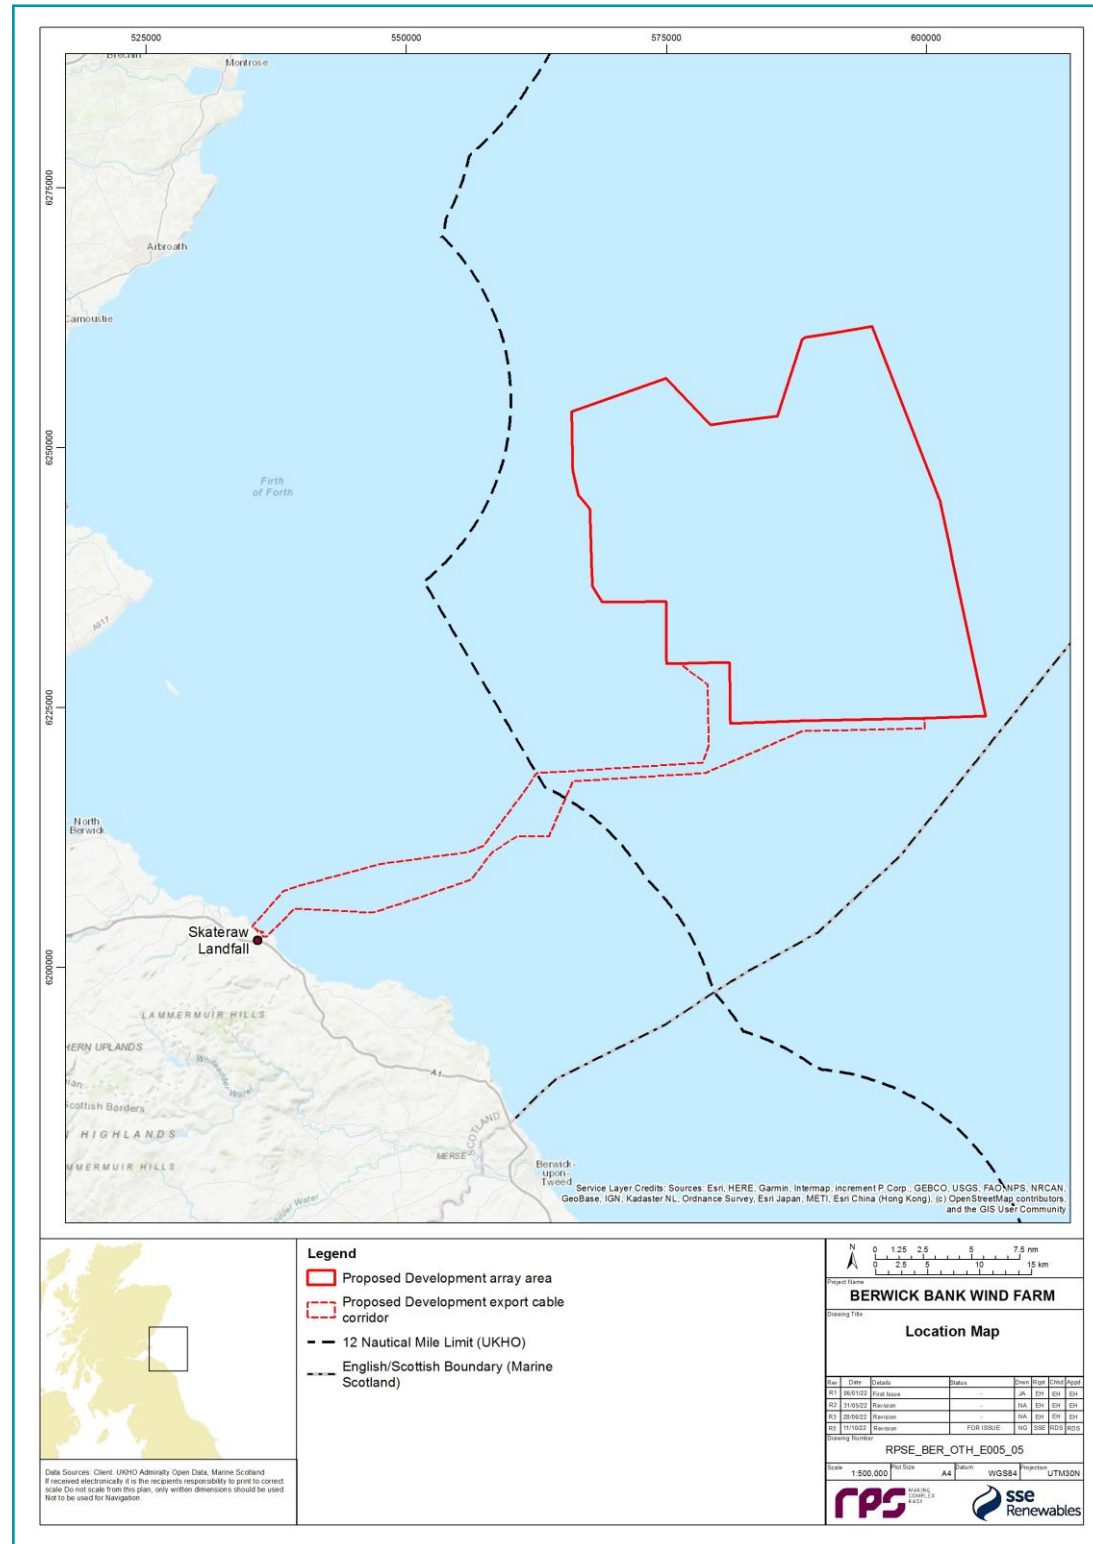 525000
550000
575000
600000
Brechin
Montrose
6275000
Arbroath
Carnoustie
6250000
Firth
of Forth
A917
6225000
North
Berwick
Skateraw
Landfall
6200000
LAMMERMUIR HILLS
HERN UPLANDS
Whiteadder Water
A1
Scottish Borders
HIGHLANDS
SCOTLAND
MERSE
MMERMUIR HILLS
Berwick-
upon-
Tweed
Service Layer Credits: Sources: Esri, HERE, Garmin, Intermap, increment P Corp., GEBCO, USGS, FAO, NPS, NRCAN,
GeoBase, IGN, Kadaster NL, Ordnance Survey, Esri Japan, METI, Esri China (Hong Kong), (c) OpenStreetMap contributors,
and the GIS User Community
Legend
Proposed Development array area
Proposed Development export cable
corridor
12 Nautical Mile Limit (UKHO)
English/Scottish Boundary (Marine
Scotland)
Data Sources: Client: UKHO Admiralty Open Data, Marine Scotland
If received electronically it is the recipients responsibility to print to correct
scale Do not scale from this plan, only written dimensions should be used.
Not to be used for Navigation.
N
0 1.25 2.5 5 7.5 nm
0 2.5 5 10 15 km
Project Name
BERWICK BANK WIND FARM
Drawing Title
Location Map
Rev Date Details Status Drwn Rqst Chkd Appd
R1 06/01/22 First Issue - JA EH EH EH
R2 31/05/22 Revision - NA EH EH EH
R3 28/06/22 Revision - NA EH EH EH
R5 11/10/22 Revision FOR ISSUE NG SSE RDS RDS
Drawing Number
RPSE_BER_OTH_E005_05
Scale 1:500,000 Plot Size A4 Datum WGS84 Projection UTM30N
rps MAKING
COMPLEX
EASY
sse
Renewables